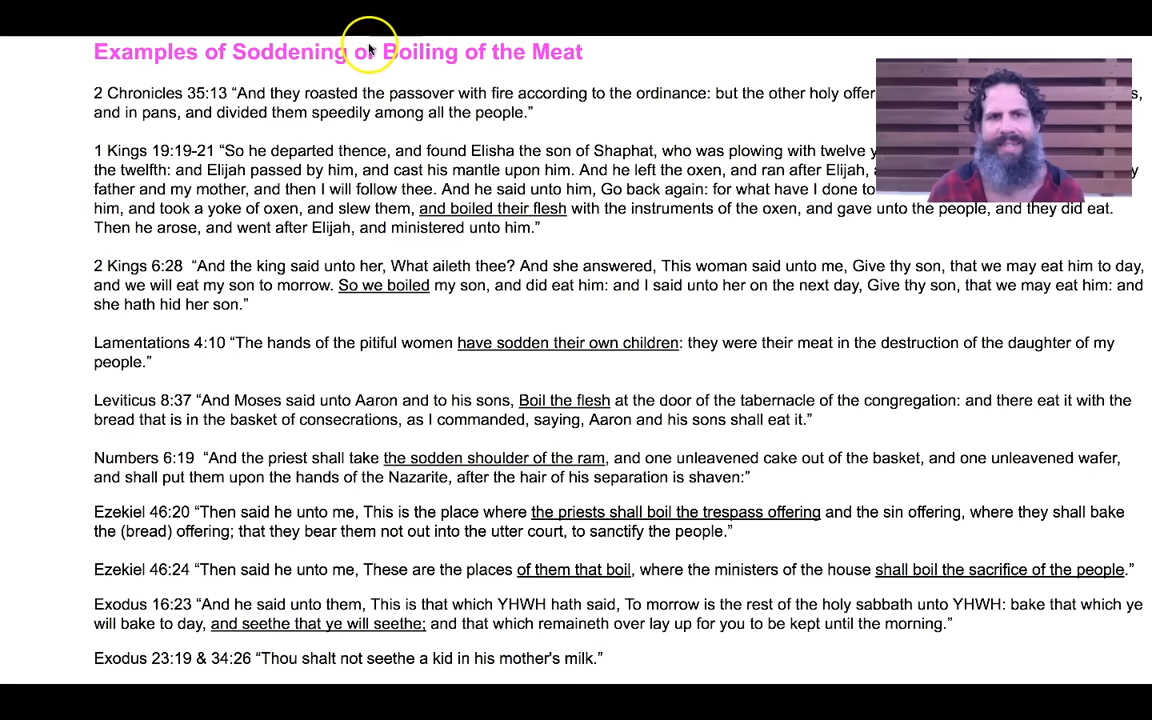 Examples of Soddening or Boiling of the Meat
2 Chronicles 35:13 “And they roasted the passover with fire according to the ordinance: but the other holy offer s,
and in pans, and divided them speedily among all the people.”
1 Kings 19:19-21 “So he departed thence, and found Elisha the son of Shaphat, who was plowing with twelve y
the twelfth: and Elijah passed by him, and cast his mantle upon him. And he left the oxen, and ran after Elijah, y
father and my mother, and then I will follow thee. And he said unto him, Go back again: for what have I done to
him, and took a yoke of oxen, and slew them, and boiled their flesh with the instruments of the oxen, and gave unto the people, and they did eat.
Then he arose, and went after Elijah, and ministered unto him.”
2 Kings 6:28 “And the king said unto her, What aileth thee? And she answered, This woman said unto me, Give thy son, that we may eat him to day,
and we will eat my son to morrow. So we boiled my son, and did eat him: and I said unto her on the next day, Give thy son, that we may eat him: and
she hath hid her son.”
Lamentations 4:10 “The hands of the pitiful women have sodden their own children: they were their meat in the destruction of the daughter of my
people.”
Leviticus 8:37 “And Moses said unto Aaron and to his sons, Boil the flesh at the door of the tabernacle of the congregation: and there eat it with the
bread that is in the basket of consecrations, as I commanded, saying, Aaron and his sons shall eat it.”
Numbers 6:19 “And the priest shall take the sodden shoulder of the ram, and one unleavened cake out of the basket, and one unleavened wafer,
and shall put them upon the hands of the Nazarite, after the hair of his separation is shaven:”
Ezekiel 46:20 “Then said he unto me, This is the place where the priests shall boil the trespass offering and the sin offering, where they shall bake
the (bread) offering; that they bear them not out into the utter court, to sanctify the people.”
Ezekiel 46:24 “Then said he unto me, These are the places of them that boil, where the ministers of the house shall boil the sacrifice of the people.”
Exodus 16:23 “And he said unto them, This is that which YHWH hath said, To morrow is the rest of the holy sabbath unto YHWH: bake that which ye
will bake to day, and seethe that ye will seethe; and that which remaineth over lay up for you to be kept until the morning.”
Exodus 23:19 & 34:26 “Thou shalt not seethe a kid in his mother's milk.”